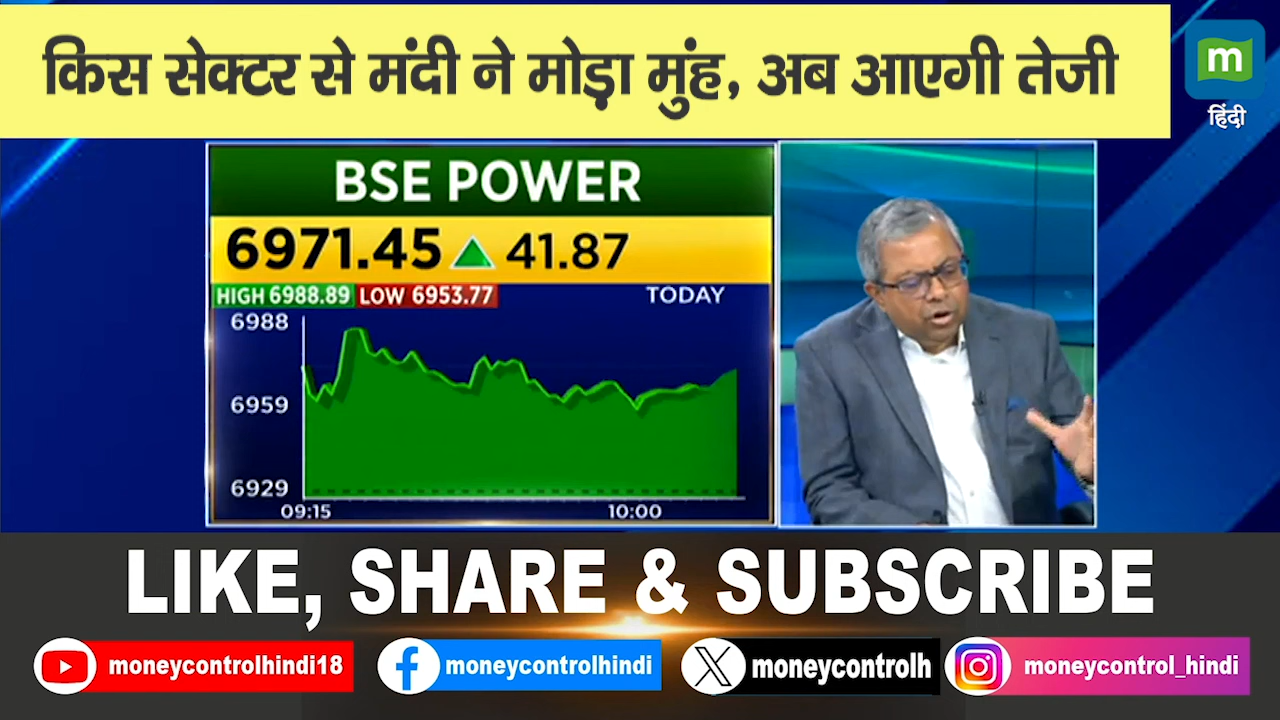 किस सेक्टर से मंदी ने मोड़ा मुंह, अब आएगी तेजी
m
हिंदी
BSE POWER
6971.45 ▲ 41.87
HIGH 6988.89 LOW 6953.77 TODAY
6988
6959
6929
09:15 10:00
LIKE, SHARE & SUBSCRIBE
moneycontrolhindi18 moneycontrolhindi moneycontrolh moneycontrol_hindi